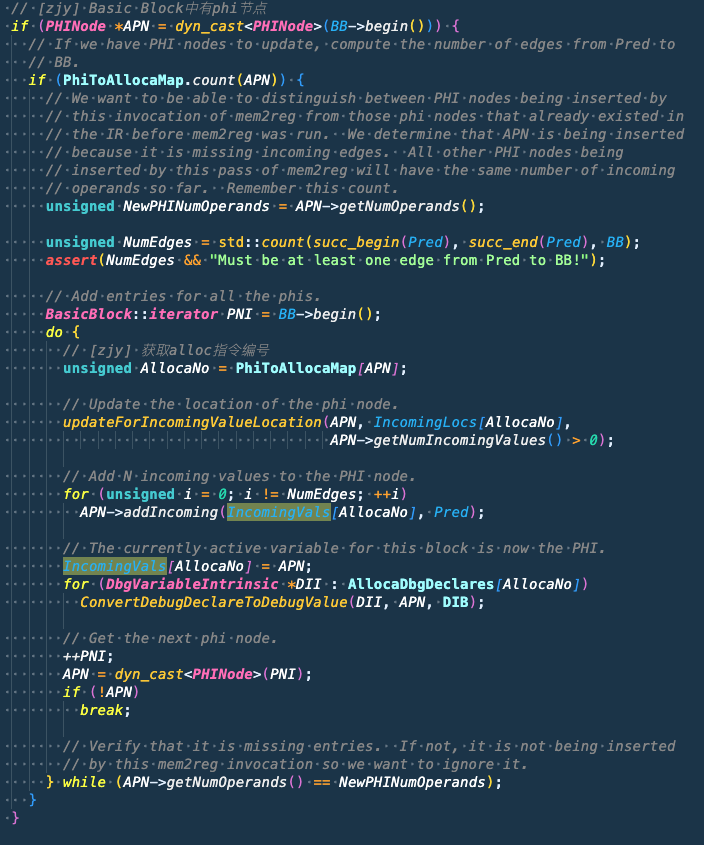 // [zjy] Basic Block中有phi节点
if (PHINode *APN = dyn_cast<PHINode>(BB->begin())) {
// If we have PHI nodes to update, compute the number of edges from Pred to
// BB.
if (PhiToAllocaMap.count(APN)) {
// We want to be able to distinguish between PHI nodes being inserted by
// this invocation of mem2reg from those phi nodes that already existed in
// the IR before mem2reg was run.  We determine that APN is being inserted
// because it is missing incoming edges.  All other PHI nodes being
// inserted by this pass of mem2reg will have the same number of incoming
// operands so far.  Remember this count.
unsigned NewPHINumOperands = APN->getNumOperands();
unsigned NumEdges = std::count(succ_begin(Pred), succ_end(Pred), BB);
assert(NumEdges && "Must be at least one edge from Pred to BB!");
// Add entries for all the phis.
BasicBlock::iterator PNI = BB->begin();
do {
// [zjy] 获取alloc指令编号
unsigned AllocaNo = PhiToAllocaMap[APN];
// Update the location of the phi node.
updateForIncomingValueLocation(APN, IncomingLocs[AllocaNo],
APN->getNumIncomingValues() > 0);
// Add N incoming values to the PHI node.
for (unsigned i = 0; i != NumEdges; ++i)
APN->addIncoming(IncomingVals[AllocaNo], Pred);
// The currently active variable for this block is now the PHI.
IncomingVals[AllocaNo] = APN;
for (DbgVariableIntrinsic *DII : AllocaDbgDeclares[AllocaNo])
ConvertDebugDeclareToDebugValue(DII, APN, DIB);
// Get the next phi node.
++PNI;
APN = dyn_cast<PHINode>(PNI);
if (!APN)
break;
// Verify that it is missing entries.  If not, it is not being inserted
// by this mem2reg invocation so we want to ignore it.
} while (APN->getNumOperands() == NewPHINumOperands);
}
}